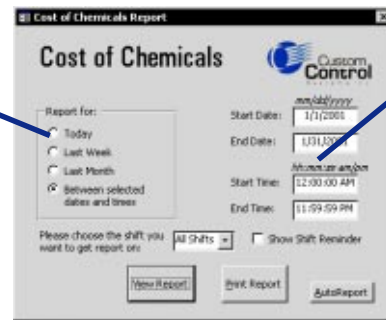 Cost of Chemicals Report
Cost of Chemicals
Custom
Control
mm/dd/yyyy
Report for:
Start Date: 1/1/2001
Today
End Date: 1/31/2001
Last Week
Last Month
hh:mm:ss am/pm
Between selected
dates and times
Start Time: 12:00:00 AM
End Time: 11:59:59 PM
Please choose the shift you
want to get report on:
All Shifts
Show Shift Reminder
View Report
Print Report
AutoReport